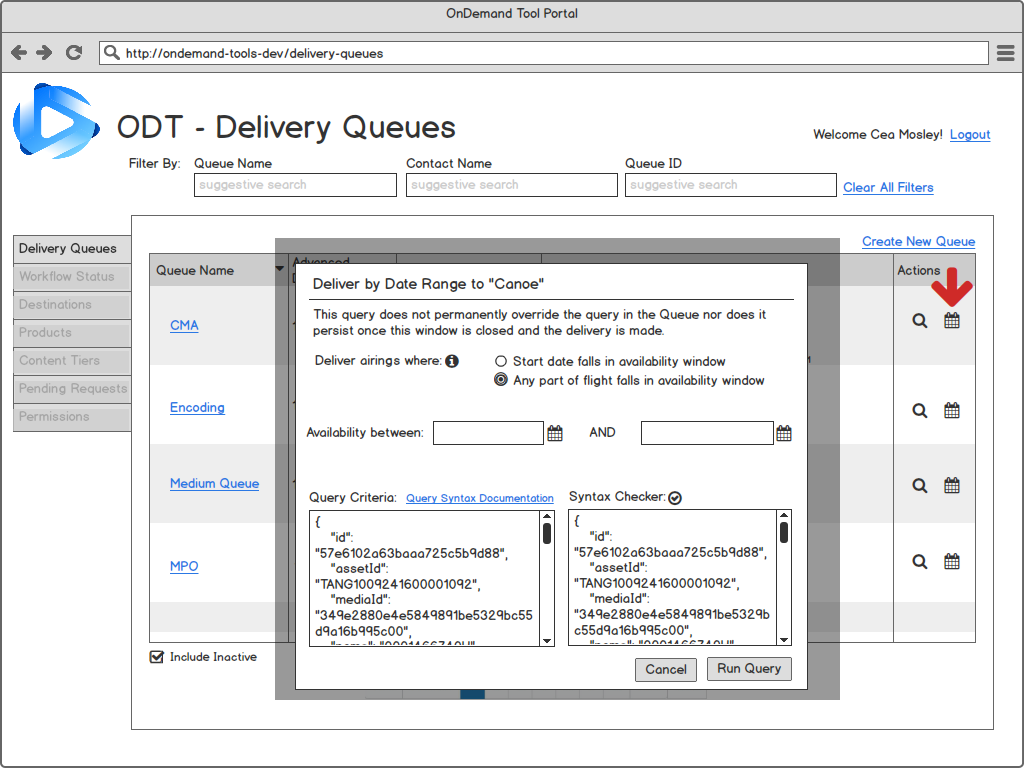 OnDemand Tool Portal
http://ondemand-tools-dev/delivery-queues
ODT - Delivery Queues
Welcome Cea Mosley! Logout
Filter By: Queue Name Contact Name Queue ID
suggestive search suggestive search suggestive search
Clear All Filters
Delivery Queues
Workflow Status
Destinations
Products
Content Tiers
Pending Requests
Permissions
Create New Queue
Queue Name Advanced Actions
CMA
Encoding
Medium Queue
MPO
Include Inactive
Deliver by Date Range to "Canoe"
This query does not permanently override the query in the Queue nor does it
persist once this window is closed and the delivery is made.
Deliver airings where:
Start date falls in availability window
Any part of flight falls in availability window
Availability between: AND
Query Criteria: Query Syntax Documentation
{
"id":
"57e6102a63baaa725c5b9d88",
"assetId":
"TANG1009241600001092",
"mediaId":
"349e2880e4e5849891be5329bc55
d9a16b995c00",
Syntax Checker:
{
"id":
"57e6102a63baaa725c5b9d88",
"assetId":
"TANG1009241600001092",
"mediaId":
"349e2880e4e5849891be5329b
c55d9a16b995c00",
Cancel Run Query